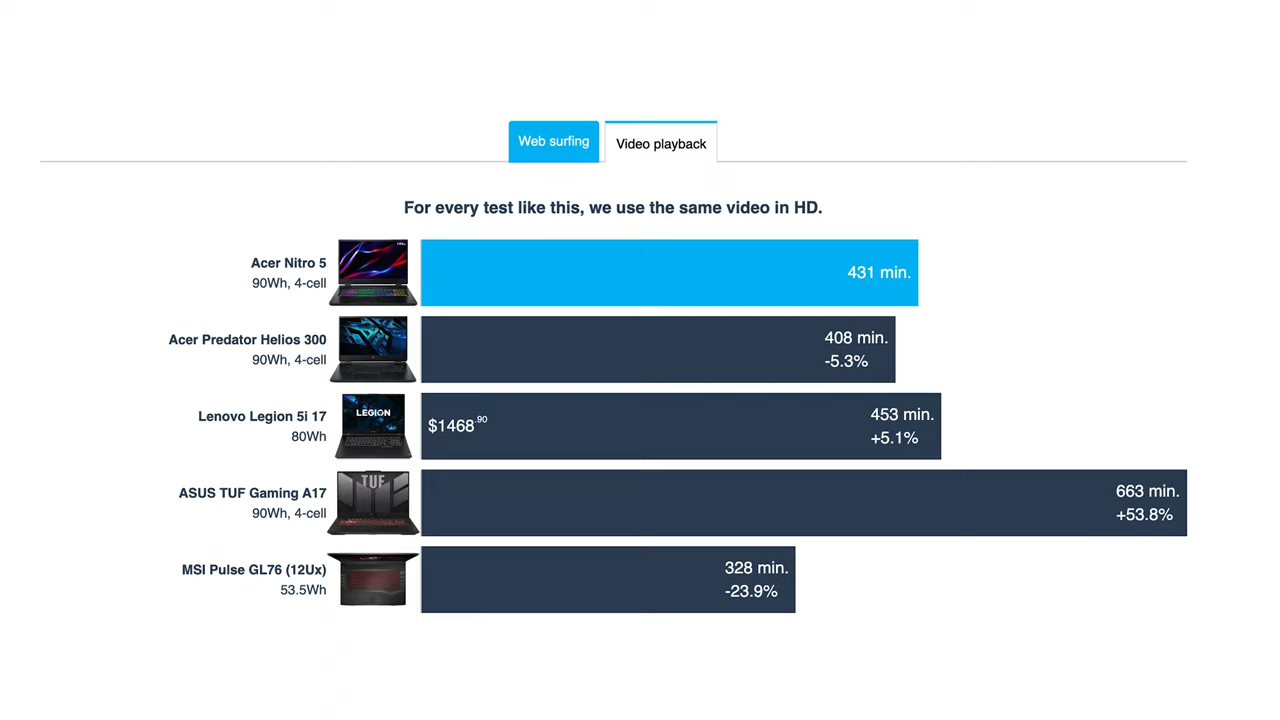 Web surfing
Video playback
For every test like this, we use the same video in HD.
Acer Nitro 5
90Wh, 4-cell
431 min.
Acer Predator Helios 300
90Wh, 4-cell
408 min.
-5.3%
Lenovo Legion 5i 17
80Wh
LEGION
$1468.90
453 min.
+5.1%
ASUS TUF Gaming A17
90Wh, 4-cell
TUF
663 min.
+53.8%
MSI Pulse GL76 (12Ux)
53.5Wh
328 min.
-23.9%